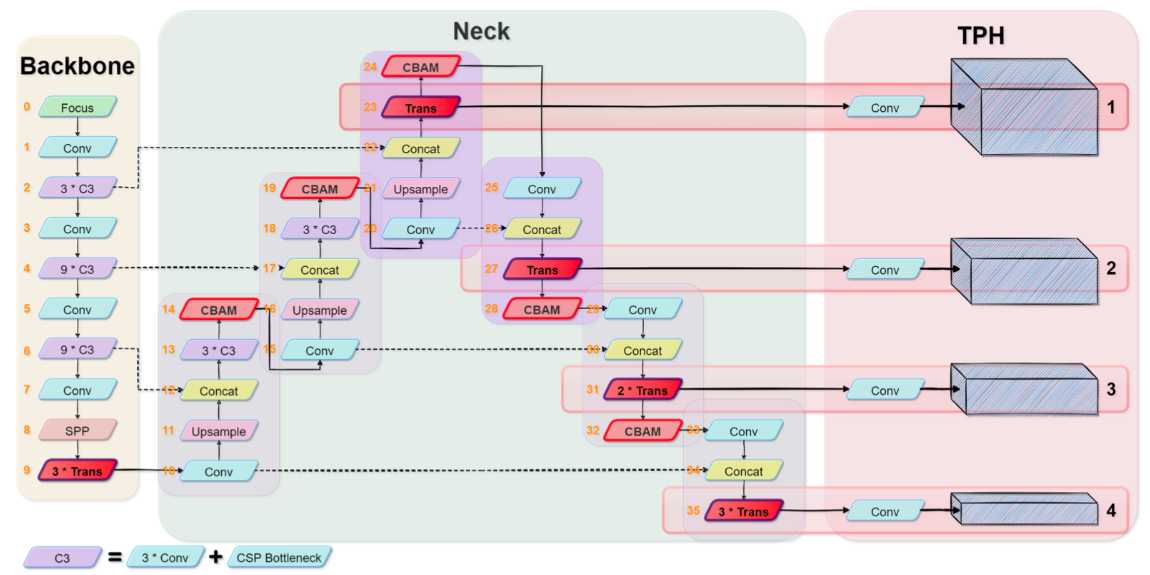 Backbone
Neck
TPH
0 Focus
1 Conv
2 3 * C3
3 Conv
4 9 * C3
5 Conv
6 9 * C3
7 Conv
8 SPP
9 3 * Trans
14 CBAM
13 3 * C3
12 Concat
11 Upsample
10 Conv
19 CBAM
18 3 * C3
17 Concat
16 Upsample
15 Conv
24 CBAM
23 Trans
22 Concat
21 Upsample
20 Conv
25 Conv
26 Concat
27 Trans
28 CBAM
29 Conv
30 Concat
31 2 * Trans
32 CBAM
33 Conv
34 Concat
35 3 * Trans
Conv 1
Conv 2
Conv 3
Conv 4
C3 = 3 * Conv + CSP Bottleneck